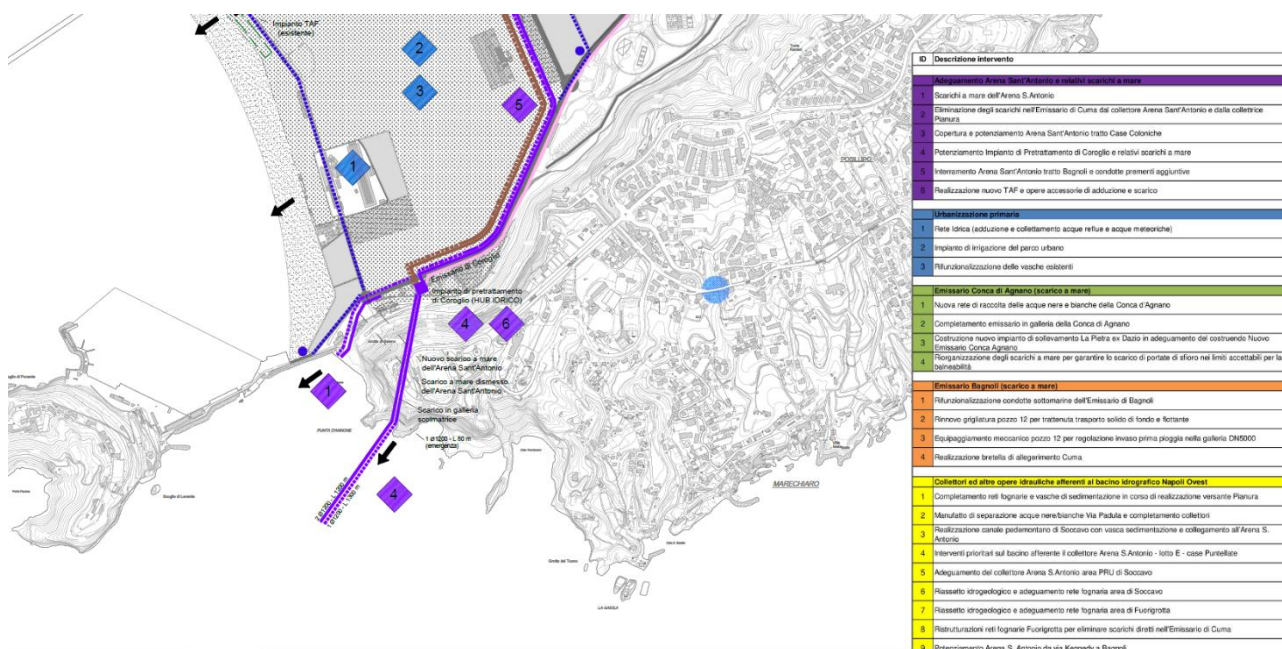 Impianto TAF
(esistente)
2
3
5
1
Emissario di Coroglio
Impianto di pretrattamento
di Coroglio (HUB IDRICO)
4
6
Nuovo scarico a mare
dell'Arena Sant'Antonio
Scarico a mare dismesso
dell'Arena Sant'Antonio
Scarico in galleria
scolmatrice
1 Ø1200 - L 60 m
(emergenza)
1
4
POSILLIPO
MARECHIARO
LA GAIOLA
ID Descrizione intervento
Adeguamento Arena Sant'Antonio e relativi scarichi a mare
1 Scarichi a mare dell'Arena S.Antonio
2 Eliminazione degli scarichi nell'Emissario di Cuma dal collettore Arena Sant'Antonio e dalla collettrice
Pianura
3 Copertura e potenziamento Arena Sant'Antonio tratto Case Coloniche
4 Potenziamento Impianto di Pretrattamento di Coroglio e relativi scarichi a mare
5 Interramento Arena Sant'Antonio tratto Bagnoli e condotte prementi aggiuntive
6 Realizzazione nuovo TAF e opere accessorie di adduzione e scarico
Urbanizzazione primaria
1 Rete Idrica (adduzione e collettamento acque reflue e acque meteoriche)
2 Impianto di irrigazione del parco urbano
3 Rifunzionalizzazione delle vasche esistenti
Emissario Conca di Agnano (scarico a mare)
1 Nuova rete di raccolta delle acque nere e bianche della Conca d'Agnano
2 Completamento emissario in galleria della Conca di Agnano
3 Costruzione nuovo impianto di sollevamento La Pietra ex Dazio in adeguamento del costruendo Nuovo
Emissario Conca Agnano
4 Riorganizzazione degli scarichi a mare per garantire lo scarico di portate di sfioro nei limiti accettabili per la
balneabilità
Emissario Bagnoli (scarico a mare)
1 Rifunzionalizzazione condotte sottomarine dell'Emissario di Bagnoli
2 Rinnovo grigliatura pozzo 12 per trattenuta trasporto solido di fondo e flottante
3 Equipaggiamento meccanico pozzo 12 per regolazione invaso prima pioggia nella galleria DN5000
4 Realizzazione bretella di allegerimento Cuma
Collettori ed altre opere idrauliche afferenti al bacino idrografico Napoli Ovest
1 Completamento reti fognarie e vasche di sedimentazione in corso di realizzazione versante Pianura
2 Manufatto di separazione acque nere/bianche Via Padula e completamento collettori
3 Realizzazione canale pedemontano di Soccavo con vasca sedimentazione e collegamento all'Arena S.
Antonio
4 Interventi prioritari sul bacino afferente il collettore Arena S.Antonio - lotto E - case Puntellate
5 Adeguamento del collettore Arena S.Antonio area PRU di Soccavo
6 Riassetto idrogeologico e adeguamento rete fognaria area di Soccavo
7 Riassetto idrogeologico e adeguamento rete fognaria area di Fuorigrotta
8 Ristrutturazioni reti fognarie Fuorigrotta per eliminare scarichi diretti nell'Emissario di Cuma
9 Potenziamento Arena S. Antonio da via Kennedy a Bagnoli